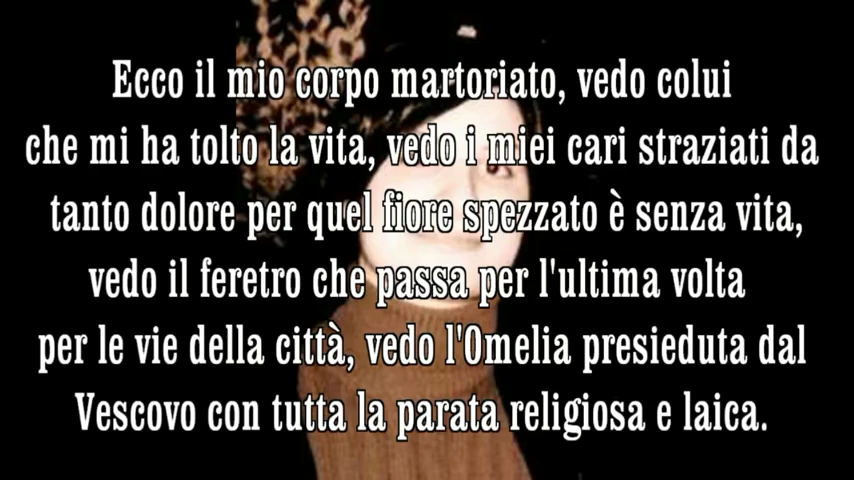 Ecco il mio corpo martoriato, vedo colui
che mi ha tolto la vita, vedo i miei cari straziati da
tanto dolore per quel fiore spezzato è senza vita,
vedo il feretro che passa per l'ultima volta
per le vie della città, vedo l'Omelia presieduta dal
Vescovo con tutta la parata religiosa e laica.